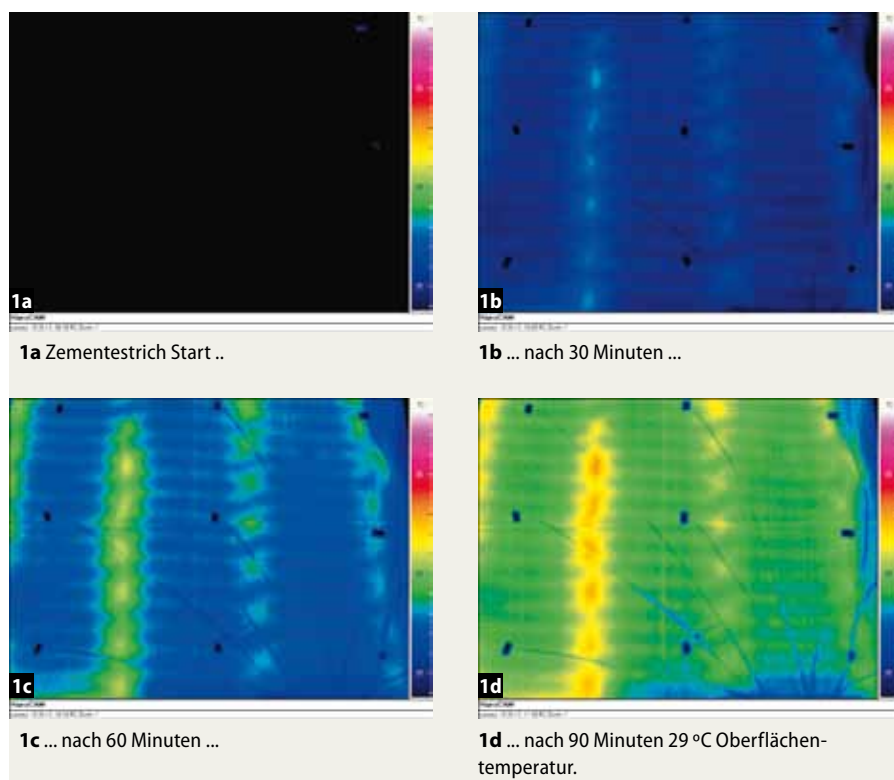 1a
1b
1a Zementestrich Start ..
1b ... nach 30 Minuten ...
1c
1d
1c ... nach 60 Minuten ...
1d ... nach 90 Minuten 29 ºC Oberflächen-
temperatur.